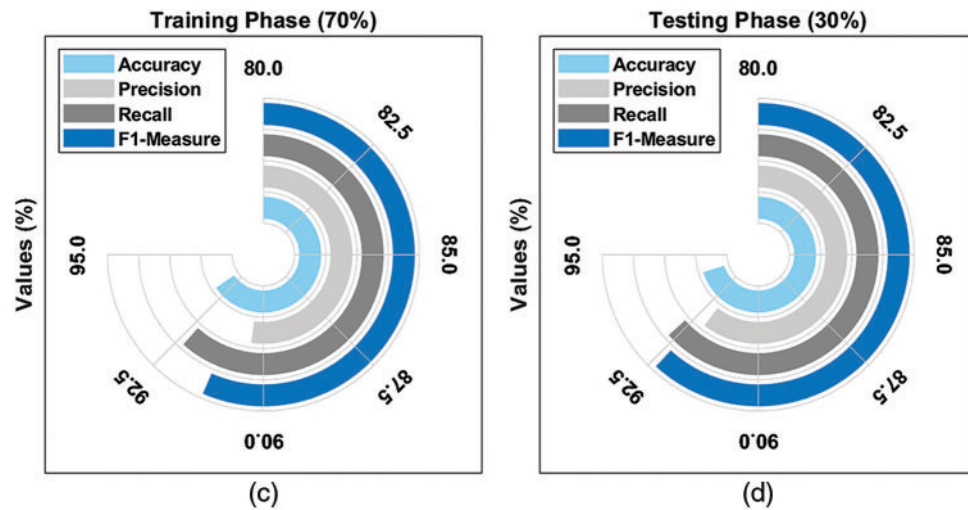 Training Phase (70%)
Accuracy
Precision
Recall
F1-Measure
80.0
82.5
85.0
87.5
90.0
92.5
95.0
Values (%)
(c)
Testing Phase (30%)
Accuracy
Precision
Recall
F1-Measure
80.0
82.5
85.0
87.5
90.0
92.5
95.0
Values (%)
(d)